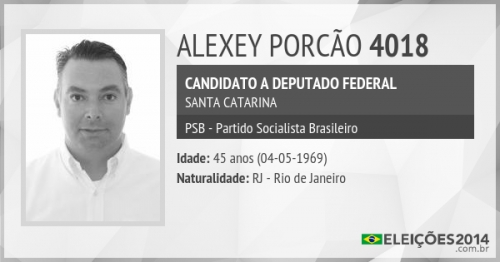 ALEXEY PORCÃO 4018
CANDIDATO A DEPUTADO FEDERAL
SANTA CATARINA
PSB - Partido Socialista Brasileiro
Idade: 45 anos (04-05-1969)
Naturalidade: RJ - Rio de Janeiro
ELEIÇÕES2014
.com.br